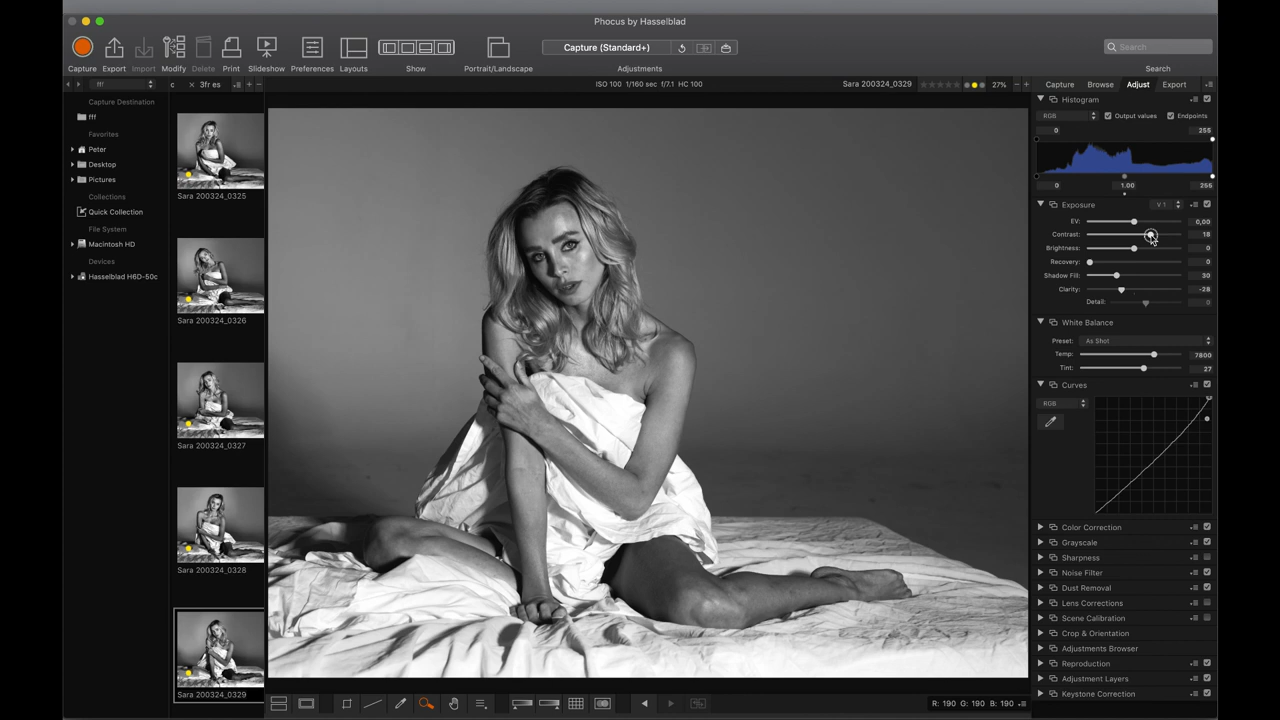 Phocus by Hasselblad
Capture (Standard+)
Search
Capture Export Import Modify Delete Print Slideshow Preferences Layouts Show Portrait/Landscape Adjustments Search
fff c × 3fr es ISO 100 1/160 sec f/7.1 HC 100 Sara 200324_0329 27% Capture Browse Adjust Export
Capture Destination
fff
Favorites
Peter
Desktop
Pictures
Collections
Quick Collection
File System
Macintosh HD
Devices
Hasselblad H6D-50c
Sara 200324_0325
Sara 200324_0326
Sara 200324_0327
Sara 200324_0328
Sara 200324_0329
Histogram
RGB Output values Endpoints
0 255
0 1.00 255
Exposure V 1
EV: 0,00
Contrast: 18
Brightness: 0
Recovery: 0
Shadow Fill: 30
Clarity: -28
Detail: 0
White Balance
Preset: As Shot
Temp: 7800
Tint: 27
Curves
RGB
Color Correction
Grayscale
Sharpness
Noise Filter
Dust Removal
Lens Corrections
Scene Calibration
Crop & Orientation
Adjustments Browser
Reproduction
Adjustment Layers
Keystone Correction
R: 190 G: 190 B: 190